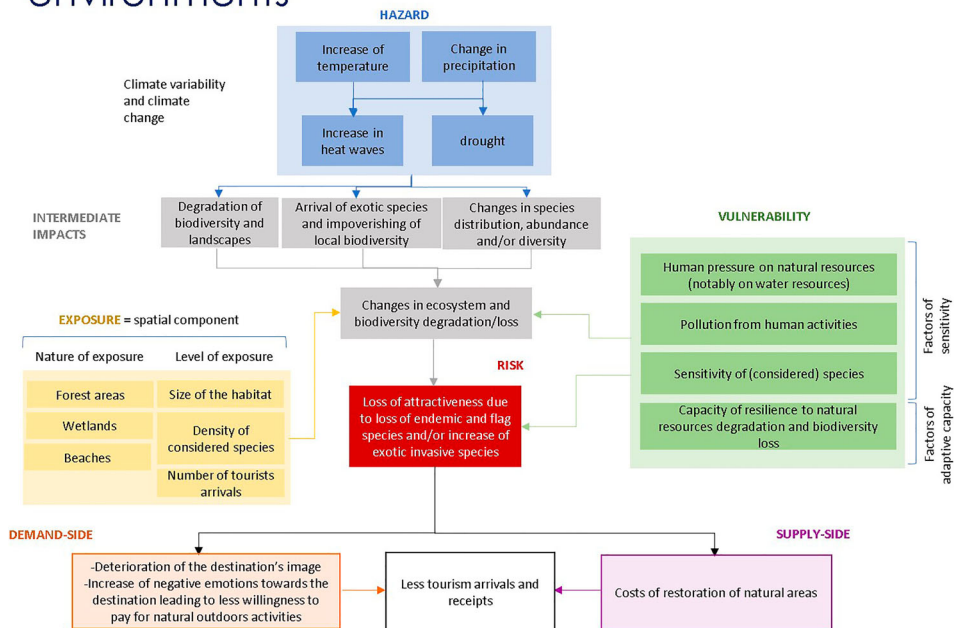 environments
HAZARD
Increase of
temperature
Change in
precipitation
Climate variability
and climate
change
Increase in
heat waves
drought
INTERMEDIATE
IMPACTS
Degradation of
biodiversity and
landscapes
Arrival of exotic species
and impoverishing of
local biodiversity
Changes in species
distribution, abundance
and/or diversity
VULNERABILITY
Human pressure on natural resources
(notably on water resources)
Pollution from human activities
Sensitivity of (considered) species
Capacity of resilience to natural
resources degradation and biodiversity
loss
Factors of
sensitivity
Factors of
adaptive capacity
Changes in ecosystem and
biodiversity degradation/loss
EXPOSURE = spatial component
Nature of exposure
Level of exposure
Forest areas
Wetlands
Beaches
Size of the habitat
Density of
considered species
Number of tourists
arrivals
RISK
Loss of attractiveness due
to loss of endemic and flag
species and/or increase of
exotic invasive species
DEMAND-SIDE
SUPPLY-SIDE
-Deterioration of the destination's image
-Increase of negative emotions towards the
destination leading to less willingness to
pay for natural outdoors activities
Less tourism arrivals and
receipts
Costs of restoration of natural areas